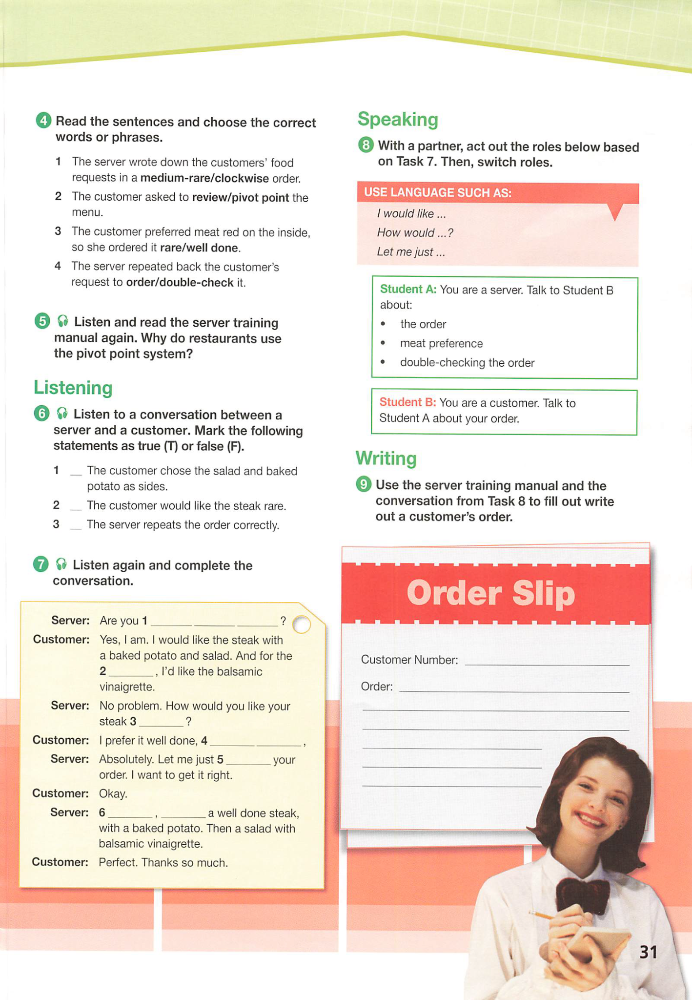 4 Read the sentences and choose the correct
words or phrases.
1 The server wrote down the customers' food
requests in a medium-rare/clockwise order.
2 The customer asked to review/pivot point the
menu.
3 The customer preferred meat red on the inside,
so she ordered it rare/well done.
4 The server repeated back the customer's
request to order/double-check it.
5 Listen and read the server training
manual again. Why do restaurants use
the pivot point system?
Listening
6 Listen to a conversation between a
server and a customer. Mark the following
statements as true (T) or false (F).
1 __ The customer chose the salad and baked
potato as sides.
2 __ The customer would like the steak rare.
3 __ The server repeats the order correctly.
7 Listen again and complete the
conversation.
Server: Are you 1 ______ ______ ______ ?
Customer: Yes, I am. I would like the steak with
a baked potato and salad. And for the
2 ______ , I'd like the balsamic
vinaigrette.
Server: No problem. How would you like your
steak 3 ______ ?
Customer: I prefer it well done, 4 ______ ______ ,
Server: Absolutely. Let me just 5 ______ your
order. I want to get it right.
Customer: Okay.
Server: 6 ______ , ______ a well done steak,
with a baked potato. Then a salad with
balsamic vinaigrette.
Customer: Perfect. Thanks so much.
Speaking
8 With a partner, act out the roles below based
on Task 7. Then, switch roles.
USE LANGUAGE SUCH AS:
I would like ...
How would ...?
Let me just ...
Student A: You are a server. Talk to Student B
about:
• the order
• meat preference
• double-checking the order
Student B: You are a customer. Talk to
Student A about your order.
Writing
9 Use the server training manual and the
conversation from Task 8 to fill out write
out a customer's order.
Order Slip
Customer Number: ______
Order: ______
31